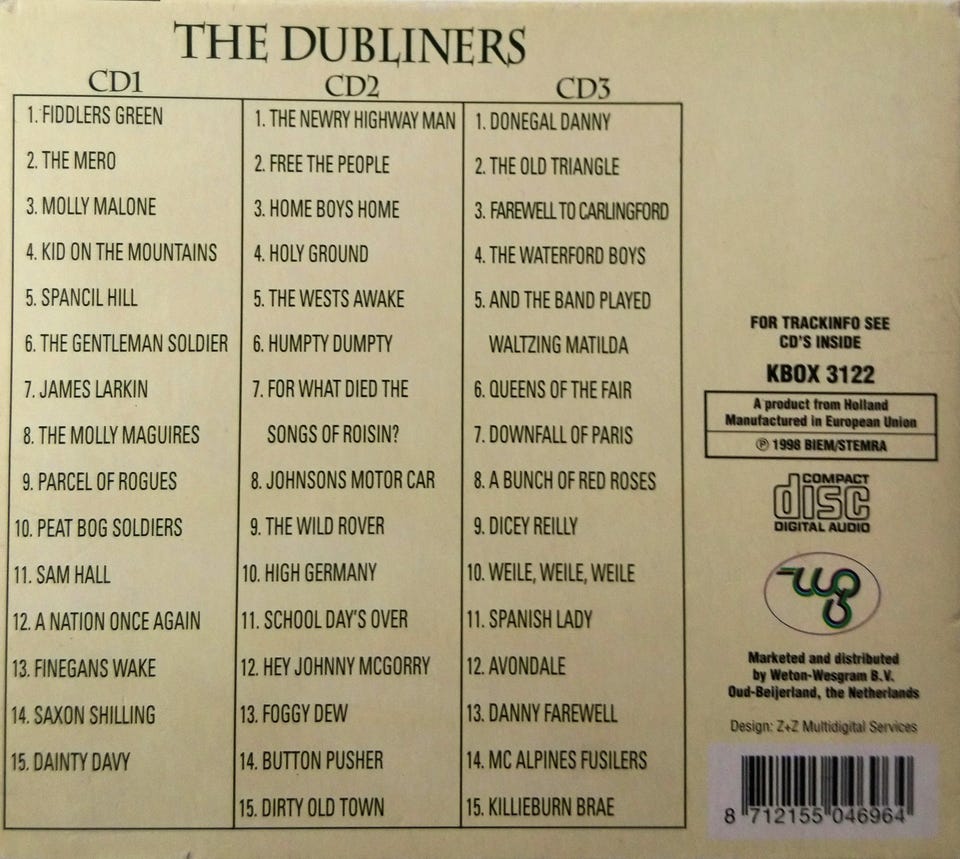 THE DUBLINERS
CD1
1. FIDDLERS GREEN
2. THE MERO
3. MOLLY MALONE
4. KID ON THE MOUNTAINS
5. SPANCIL HILL
6. THE GENTLEMAN SOLDIER
7. JAMES LARKIN
8. THE MOLLY MAGUIRES
9. PARCEL OF ROGUES
10. PEAT BOG SOLDIERS
11. SAM HALL
12. A NATION ONCE AGAIN
13. FINEGANS WAKE
14. SAXON SHILLING
15. DAINTY DAVY
CD2
1. THE NEWRY HIGHWAY MAN
2. FREE THE PEOPLE
3. HOME BOYS HOME
4. HOLY GROUND
5. THE WESTS AWAKE
6. HUMPTY DUMPTY
7. FOR WHAT DIED THE
SONGS OF ROISIN?
8. JOHNSONS MOTOR CAR
9. THE WILD ROVER
10. HIGH GERMANY
11. SCHOOL DAY'S OVER
12. HEY JOHNNY MCGORRY
13. FOGGY DEW
14. BUTTON PUSHER
15. DIRTY OLD TOWN
CD3
1. DONEGAL DANNY
2. THE OLD TRIANGLE
3. FAREWELL TO CARLINGFORD
4. THE WATERFORD BOYS
5. AND THE BAND PLAYED
WALTZING MATILDA
6. QUEENS OF THE FAIR
7. DOWNFALL OF PARIS
8. A BUNCH OF RED ROSES
9. DICEY REILLY
10. WEILE, WEILE, WEILE
11. SPANISH LADY
12. AVONDALE
13. DANNY FAREWELL
14. MC ALPINES FUSILERS
15. KILLIEBURN BRAE
FOR TRACKINFO SEE
CD'S INSIDE
KBOX 3122
A product from Holland
Manufactured in European Union
℗ 1998 BIEM/STEMRA
COMPACT
disc
DIGITAL AUDIO
Marketed and distributed
by Weton-Wesgram B.V.
Oud-Beijerland, the Netherlands
Design: Z+Z Multidigital Services
8 712155 046964